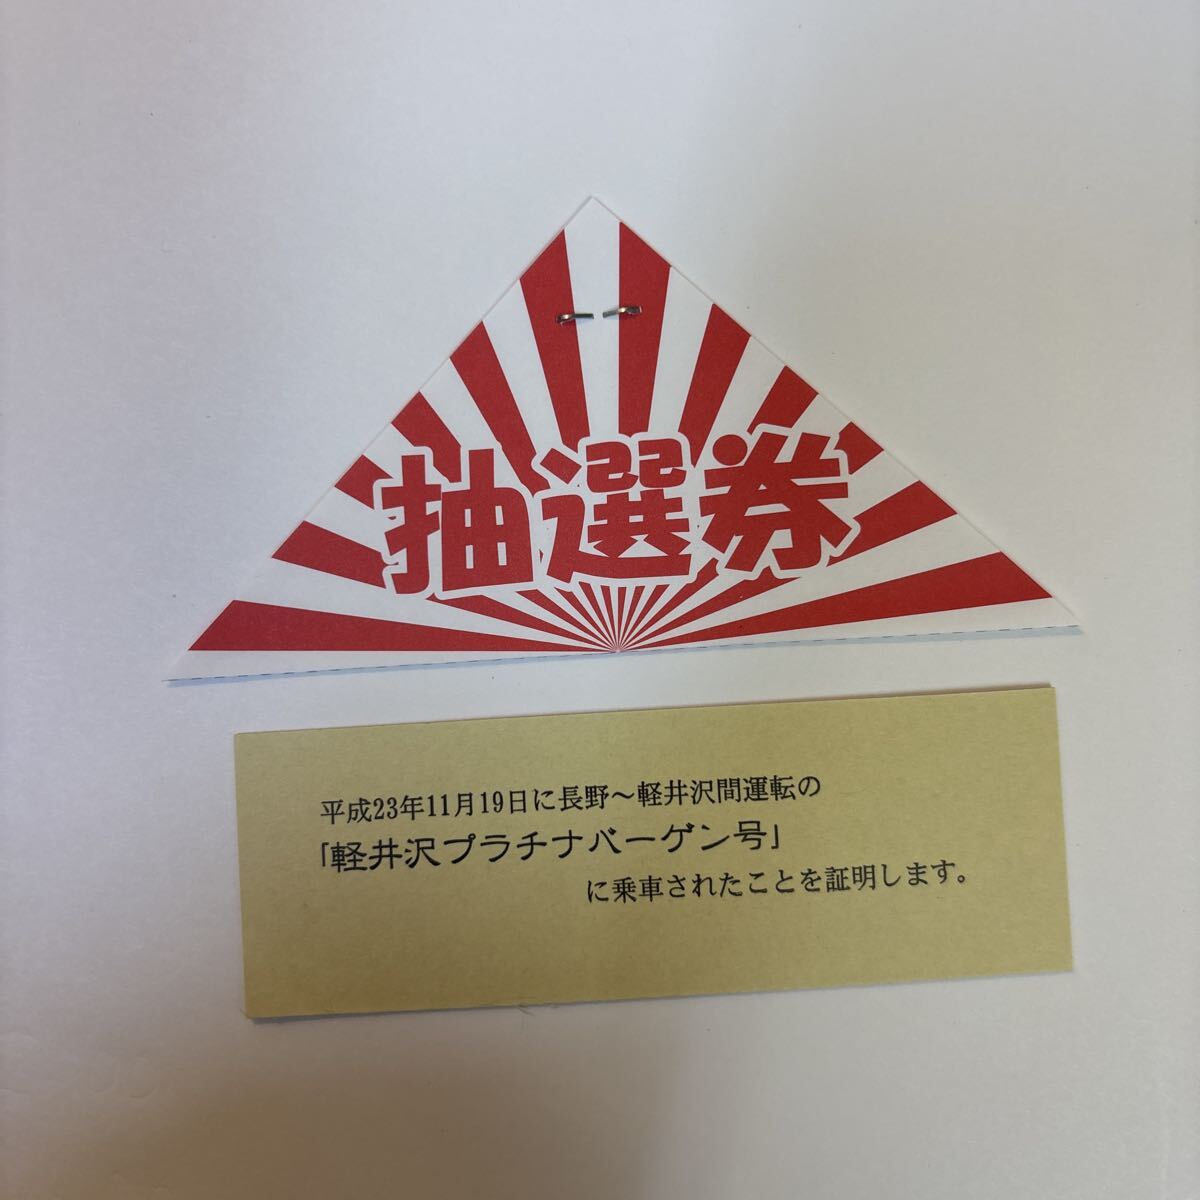 抽選券
平成23年11月19日に長野～軽井沢間運転の
「軽井沢プラチナバーゲン号」
に乗車されたことを証明します。